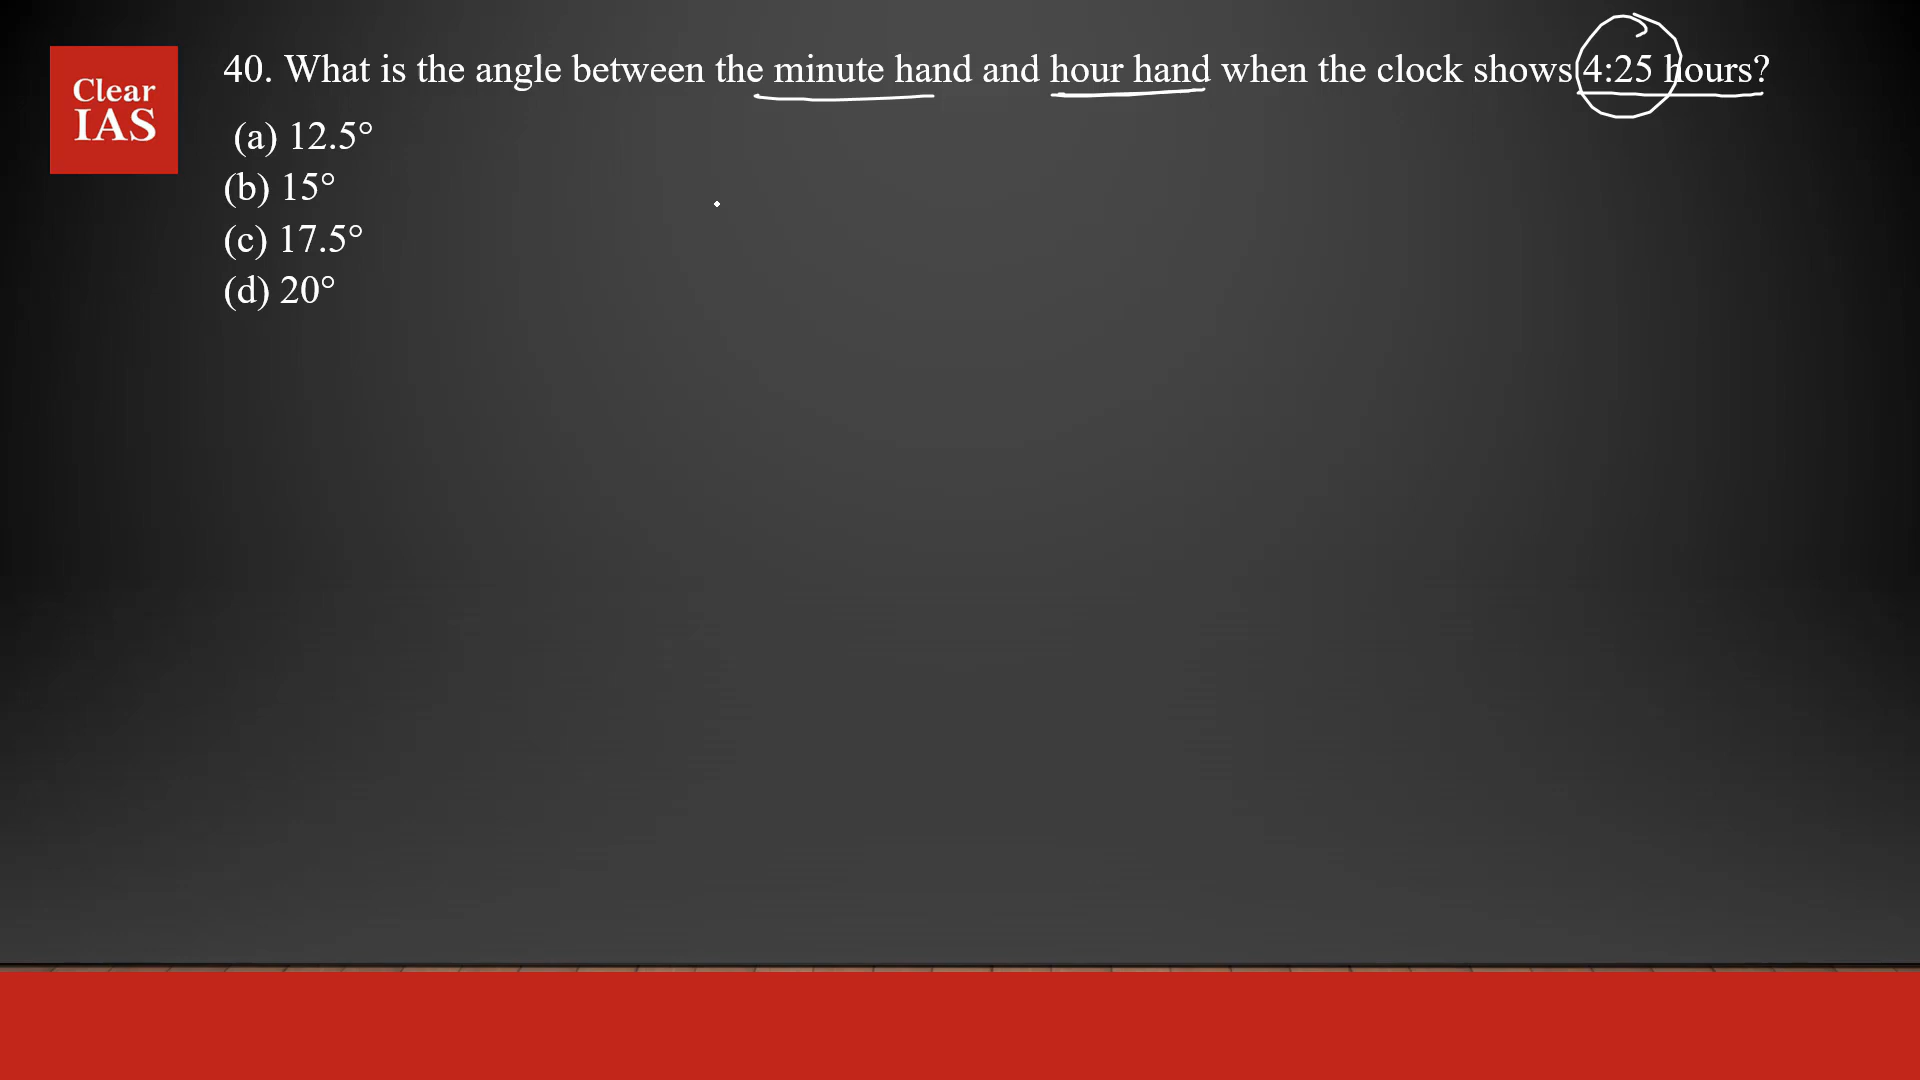 Clear
IAS
40. What is the angle between the minute hand and hour hand when the clock shows 4:25 hours?
(a) 12.5°
(b) 15°
(c) 17.5°
(d) 20°